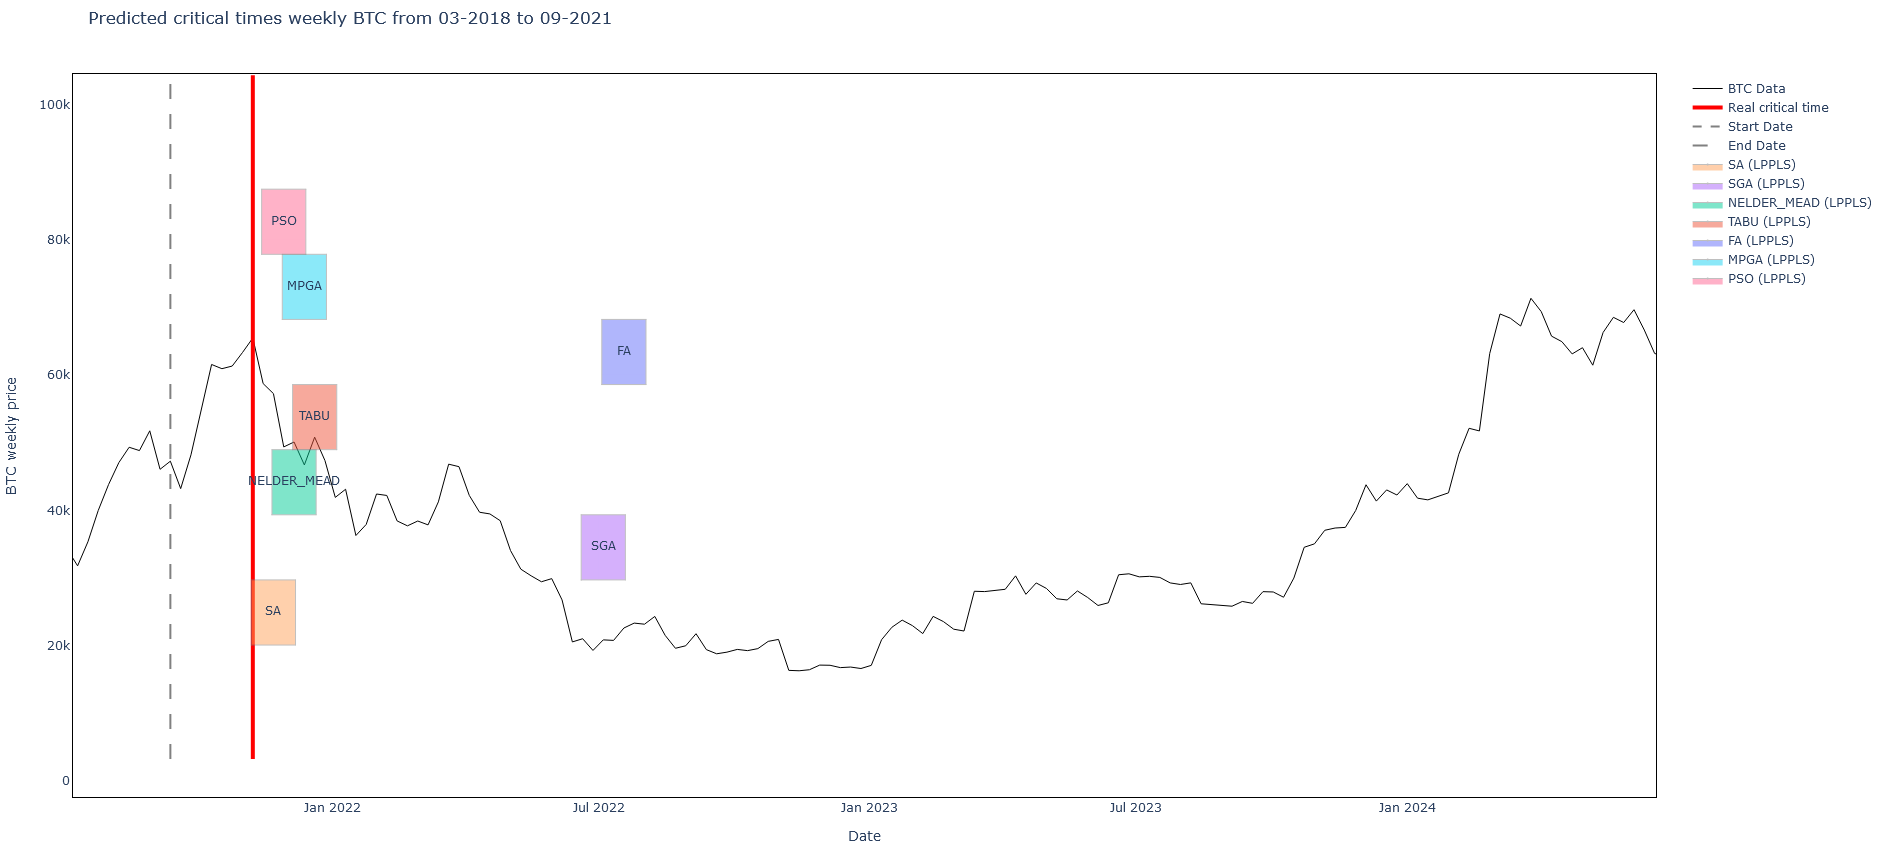 Predicted critical times weekly BTC from 03-2018 to 09-2021
100k
80k
60k
40k
20k
0
BTC weekly price
PSO
MPGA
FA
TABU
NELDER_MEAD
SGA
SA
Jan 2022
Jul 2022
Jan 2023
Jul 2023
Jan 2024
Date
BTC Data
Real critical time
Start Date
End Date
SA (LPPLS)
SGA (LPPLS)
NELDER_MEAD (LPPLS)
TABU (LPPLS)
FA (LPPLS)
MPGA (LPPLS)
PSO (LPPLS)